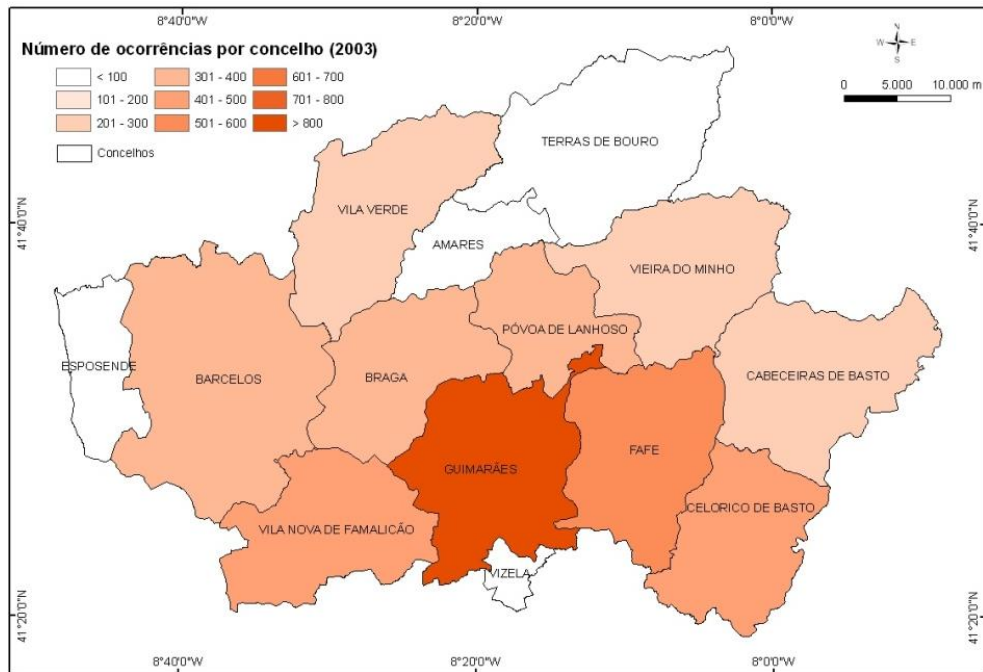 8°40'0"W
8°20'0"W
8°0'0"W
Número de ocorrências por concelho (2003)
< 100
301 - 400
601 - 700
101 - 200
401 - 500
701 - 800
201 - 300
501 - 600
> 800
Concelhos
N
W E
S
0 5.000 10.000 m
TERRAS DE BOURO
VILA VERDE
41°40'0"N
41°40'0"N
AMARES
VIEIRA DO MINHO
PÓVOA DE LANHOSO
ESPOSENDE
BARCELOS
BRAGA
CABECEIRAS DE BASTO
FAFE
GUIMARÃES
CELORICO DE BASTO
VILA NOVA DE FAMALICÃO
VIZELA
41°20'0"N
41°20'0"N
8°40'0"W
8°20'0"W
8°0'0"W